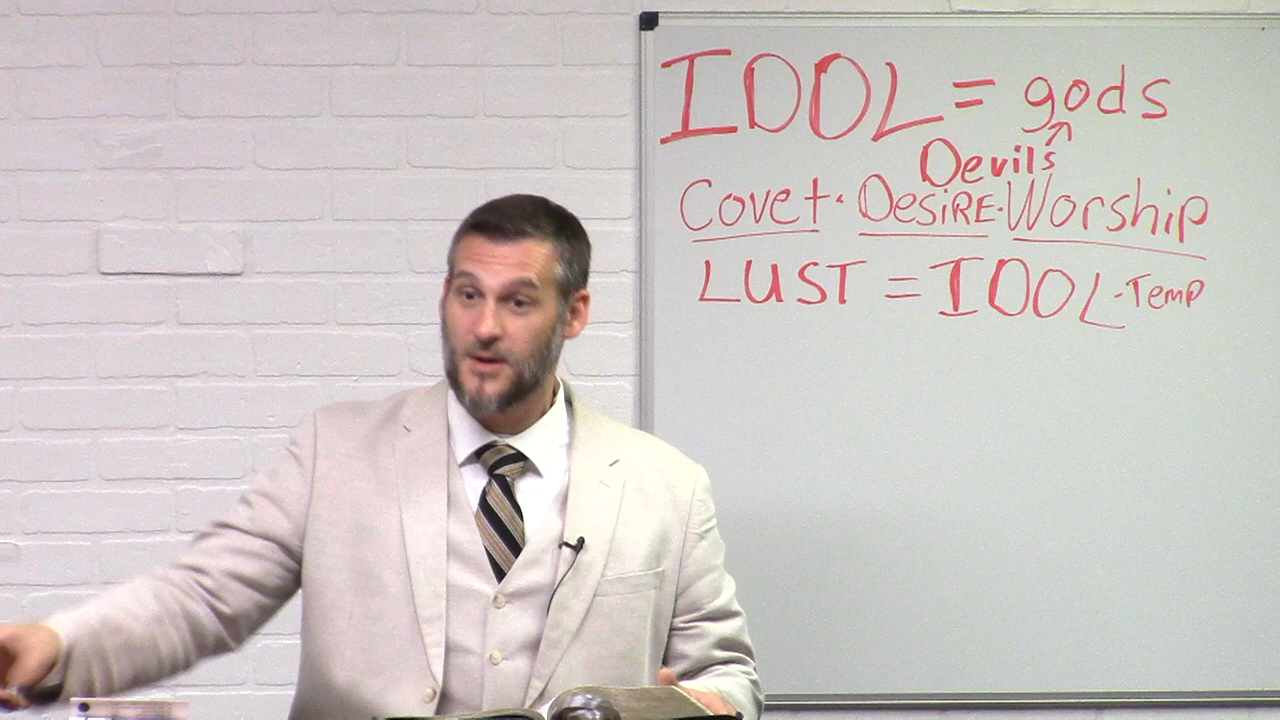 IDOL = gods
Devils
Covet · Desire · Worship
LUST = IDOL - Temp